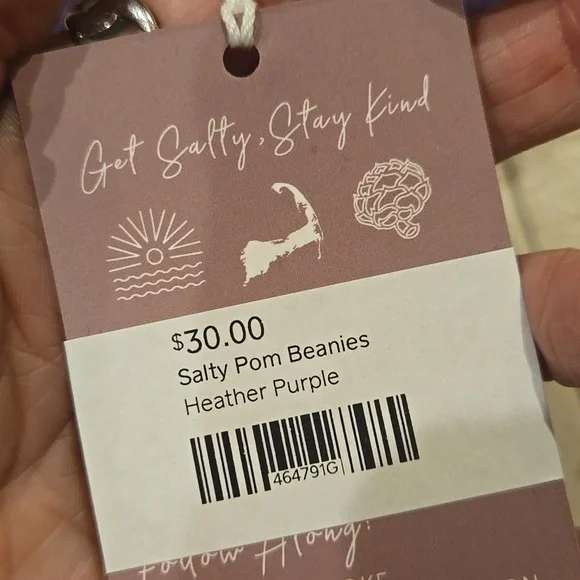 Get Salty, Stay Kind
$30.00
Salty Pom Beanies
Heather Purple
464791G
Follow Along!